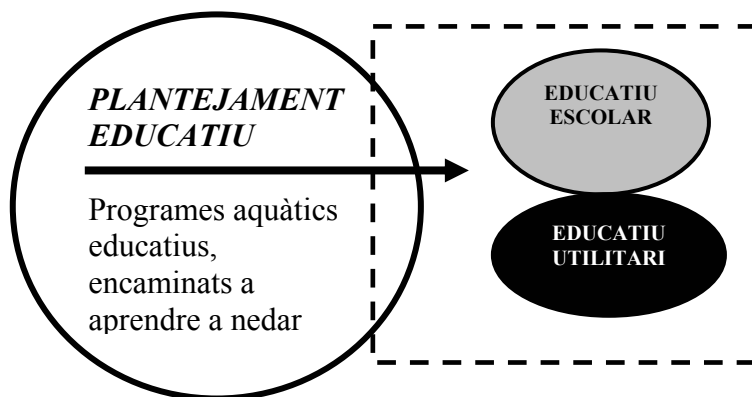 PLANTEJAMENT
EDUCATIU
Programes aquàtics
educatius,
encaminats a
aprendre a nedar
EDUCATIU
ESCOLAR
EDUCATIU
UTILITARI